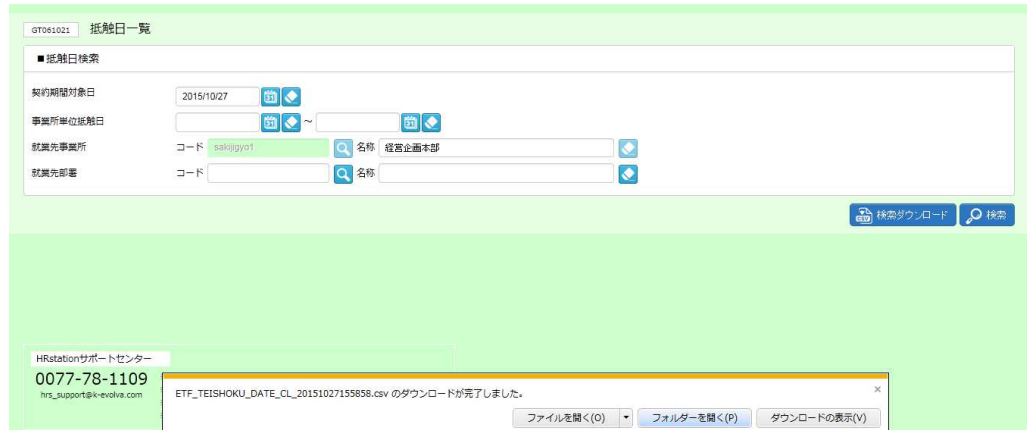 GT061021 抵触日一覧
■抵触日検索
契約期間対象日 2015/10/27
事業所単位抵触日 ～
就業先事業所 コード sakijigyo1 名称 経営企画本部
就業先部署 コード 名称
検索ダウンロード 検索
HRstationサポートセンター
0077-78-1109
hrs_support@k-evolva.com
ETF_TEISHOKU_DATE_CL_20151027155858.csv のダウンロードが完了しました。 ×
ファイルを開く(O) フォルダーを開く(P) ダウンロードの表示(V)